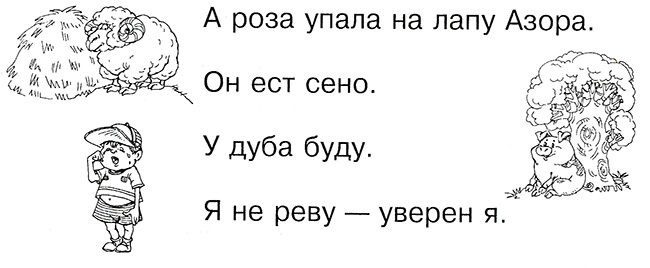 А роза упала на лапу Азора.
Он ест сено.
У дуба буду.
Я не реву — уверен я.